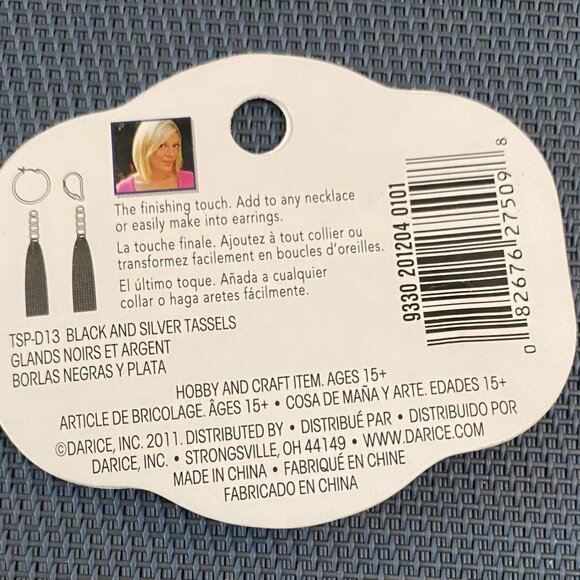 The finishing touch. Add to any necklace
or easily make into earrings.
La touche finale. Ajoutez à tout collier ou
transformez facilement en boucles d'oreilles.
El último toque. Añada a cualquier
collar o haga aretes fácilmente.
TSP-D13 BLACK AND SILVER TASSELS
GLANDS NOIRS ET ARGENT
BORLAS NEGRAS Y PLATA
HOBBY AND CRAFT ITEM. AGES 15+
ARTICLE DE BRICOLAGE. ÂGES 15+ • COSA DE MAÑA Y ARTE. EDADES 15+
©DARICE, INC. 2011. DISTRIBUTED BY • DISTRIBUÉ PAR • DISTRIBUIDO POR
DARICE, INC. • STRONGSVILLE, OH 44149 • WWW.DARICE.COM
MADE IN CHINA • FABRIQUÉ EN CHINE
FABRICADO EN CHINA
9330 201204 0101
0 82676 27509 8